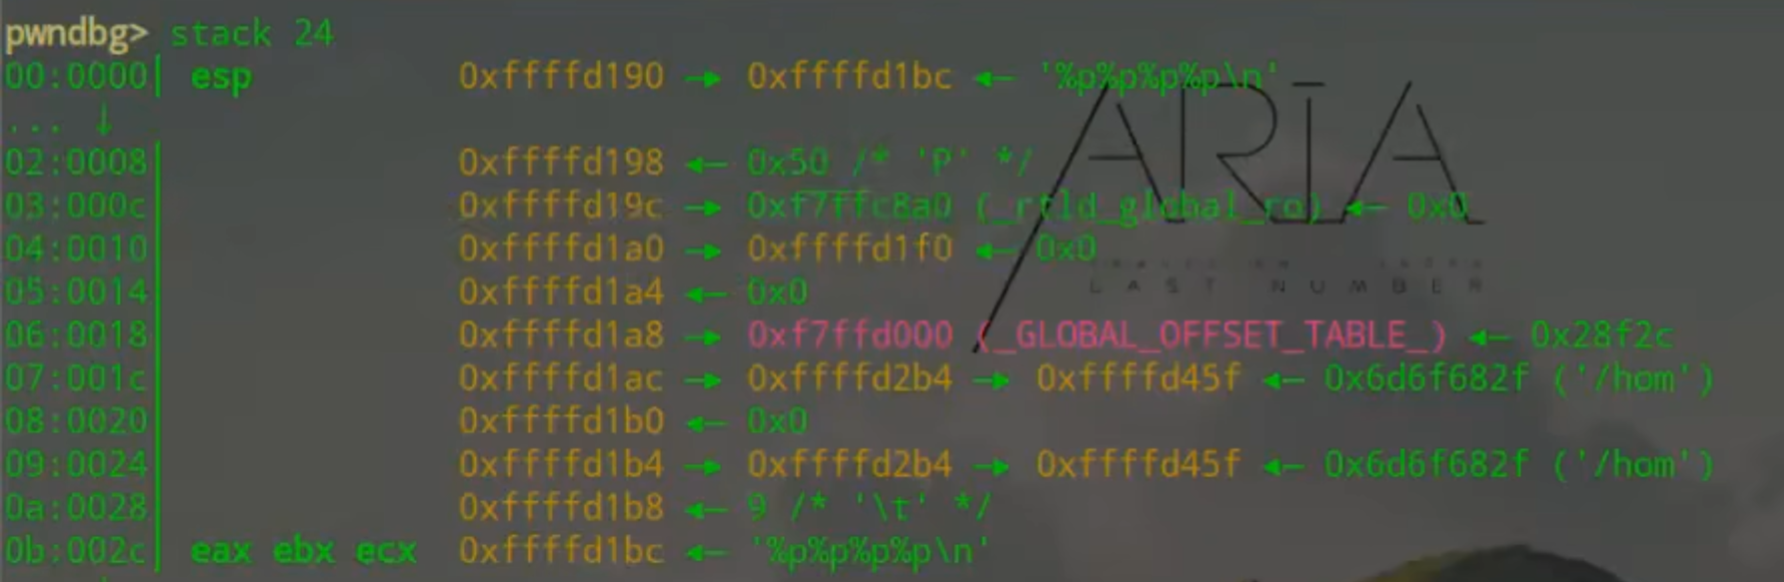 pwndbg> stack 24
00:0000│ esp 0xffffd190 —▸ 0xffffd1bc ◂— '%p%p%p%p\n'
... ↓
02:0008│ 0xffffd198 ◂— 0x50 /* 'P' */
03:000c│ 0xffffd19c —▸ 0xf7ffc8a0 (_rtld_global_ro) ◂— 0x0
04:0010│ 0xffffd1a0 —▸ 0xffffd1f0 ◂— 0x0
05:0014│ 0xffffd1a4 ◂— 0x0
06:0018│ 0xffffd1a8 —▸ 0xf7ffd000 (_GLOBAL_OFFSET_TABLE_) ◂— 0x28f2c
07:001c│ 0xffffd1ac —▸ 0xffffd2b4 —▸ 0xffffd45f ◂— 0x6d6f682f ('/hom')
08:0020│ 0xffffd1b0 ◂— 0x0
09:0024│ 0xffffd1b4 —▸ 0xffffd2b4 —▸ 0xffffd45f ◂— 0x6d6f682f ('/hom')
0a:0028│ 0xffffd1b8 ◂— 9 /* '\t' */
0b:002c│ eax ebx ecx 0xffffd1bc ◂— '%p%p%p%p\n'
ARIA
LAST NUMBER